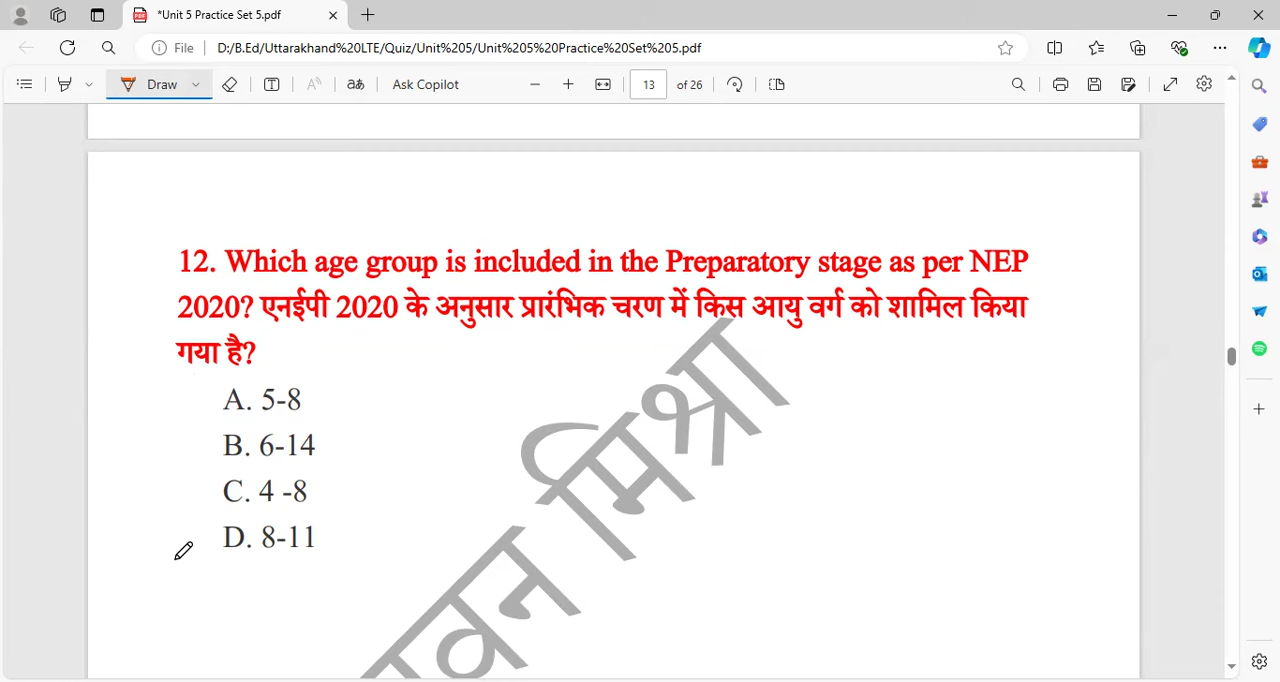 *Unit 5 Practice Set 5.pdf
File D:/B.Ed/Uttarakhand%20LTE/Quiz/Unit%205/Unit%205%20Practice%20Set%205.pdf
Draw Ask Copilot 13 of 26
12. Which age group is included in the Preparatory stage as per NEP
2020? एनईपी 2020 के अनुसार प्रारंभिक चरण में किस आयु वर्ग को शामिल किया
गया है?
A. 5-8
B. 6-14
C. 4 -8
D. 8-11
मिश्रा